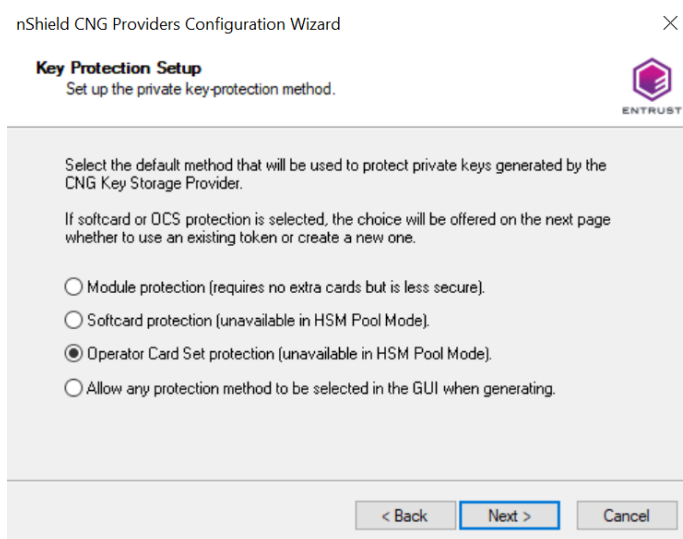 nShield CNG Providers Configuration Wizard
Key Protection Setup
Set up the private key-protection method.
ENTRUST
Select the default method that will be used to protect private keys generated by the
CNG Key Storage Provider.
If softcard or OCS protection is selected, the choice will be offered on the next page
whether to use an existing token or create a new one.
Module protection (requires no extra cards but is less secure).
Softcard protection (unavailable in HSM Pool Mode).
Operator Card Set protection (unavailable in HSM Pool Mode).
Allow any protection method to be selected in the GUI when generating.
< Back
Next >
Cancel